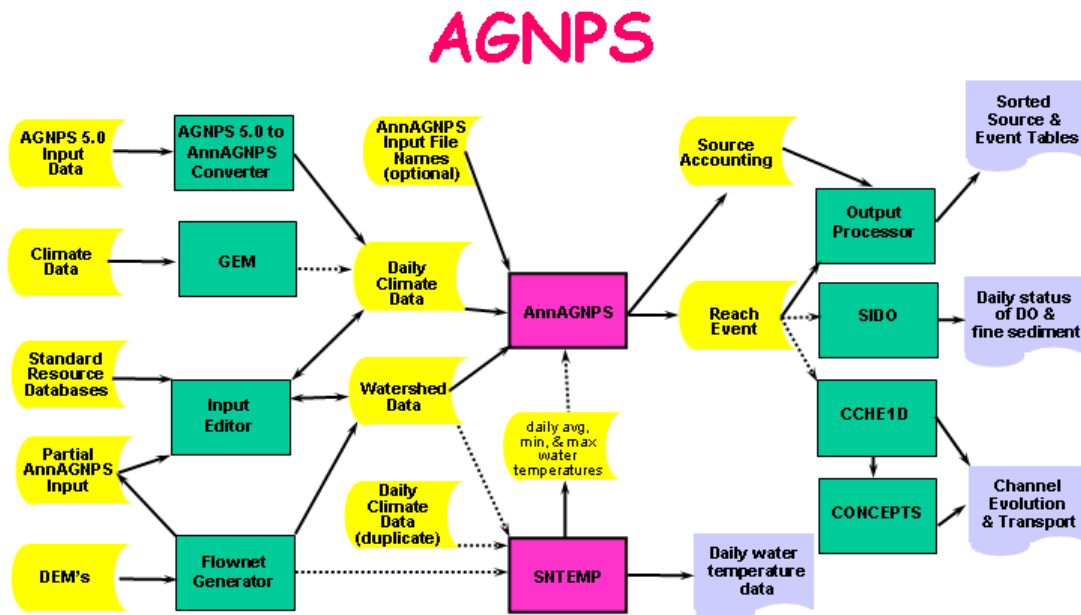 AGNPS
AGNPS 5.0
Input
Data
AGNPS 5.0 to
AnnAGNPS
Converter
AnnAGNPS
Input File
Names
(optional)
Source
Accounting
Sorted
Source &
Event Tables
Output
Processor
Climate
Data
GEM
Daily
Climate
Data
AnnAGNPS
Reach
Event
SIDO
Daily status
of DO &
fine sediment
Standard
Resource
Databases
Input
Editor
Watershed
Data
daily avg,
min, & max
water
temperatures
CCHE1D
Partial
AnnAGNPS
Input
Daily
Climate
Data
(duplicate)
CONCEPTS
Channel
Evolution
& Transport
DEM's
Flownet
Generator
SNTEMP
Daily water
temperature
data